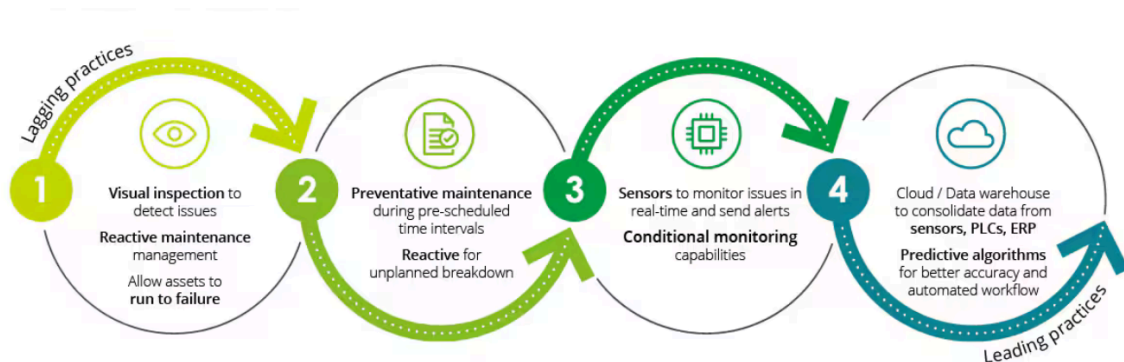 Lagging practices
1
Visual inspection to
detect issues
Reactive maintenance
management
Allow assets to
run to failure
2
Preventative maintenance
during pre-scheduled
time intervals
Reactive for
unplanned breakdown
3
Sensors to monitor issues in
real-time and send alerts
Conditional monitoring
capabilities
4
Cloud / Data warehouse
to consolidate data from
sensors, PLCs, ERP
Predictive algorithms
for better accuracy and
automated workflow
Leading practices